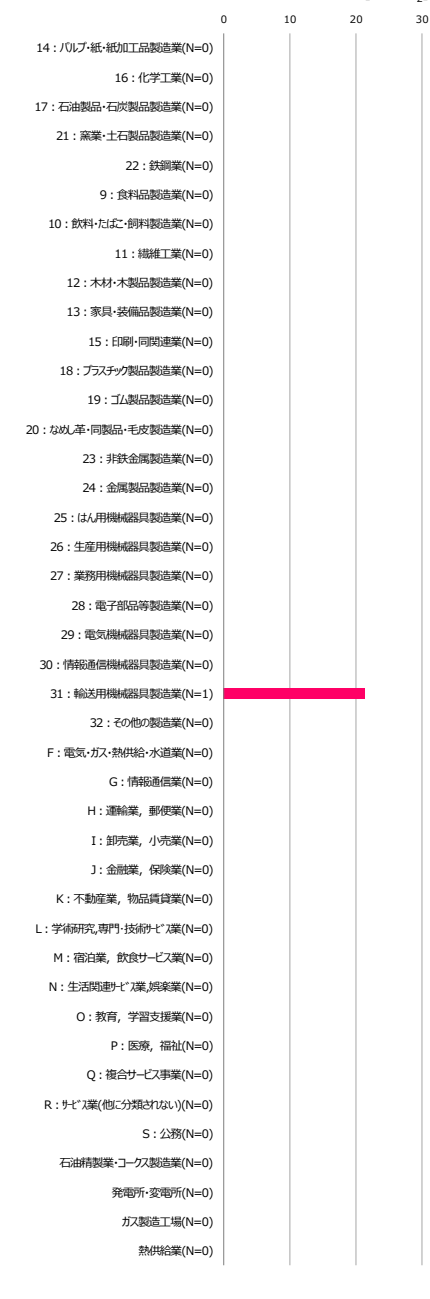 0 10 20 30
14：パルプ・紙・紙加工品製造業(N=0)
16：化学工業(N=0)
17：石油製品・石炭製品製造業(N=0)
21：窯業・土石製品製造業(N=0)
22：鉄鋼業(N=0)
9：食料品製造業(N=0)
10：飲料・たばこ・飼料製造業(N=0)
11：繊維工業(N=0)
12：木材・木製品製造業(N=0)
13：家具・装備品製造業(N=0)
15：印刷・同関連業(N=0)
18：プラスチック製品製造業(N=0)
19：ゴム製品製造業(N=0)
20：なめし革・同製品・毛皮製造業(N=0)
23：非鉄金属製造業(N=0)
24：金属製品製造業(N=0)
25：はん用機械器具製造業(N=0)
26：生産用機械器具製造業(N=0)
27：業務用機械器具製造業(N=0)
28：電子部品等製造業(N=0)
29：電気機械器具製造業(N=0)
30：情報通信機械器具製造業(N=0)
31：輸送用機械器具製造業(N=1)
32：その他の製造業(N=0)
F：電気・ガス・熱供給・水道業(N=0)
G：情報通信業(N=0)
H：運輸業，郵便業(N=0)
I：卸売業，小売業(N=0)
J：金融業，保険業(N=0)
K：不動産業，物品賃貸業(N=0)
L：学術研究,専門・技術ｻｰﾋﾞｽ業(N=0)
M：宿泊業，飲食サービス業(N=0)
N：生活関連ｻｰﾋﾞｽ業,娯楽業(N=0)
O：教育，学習支援業(N=0)
P：医療，福祉(N=0)
Q：複合サービス事業(N=0)
R：ｻｰﾋﾞｽ業(他に分類されない)(N=0)
S：公務(N=0)
石油精製業・コークス製造業(N=0)
発電所・変電所(N=0)
ガス製造工場(N=0)
熱供給業(N=0)